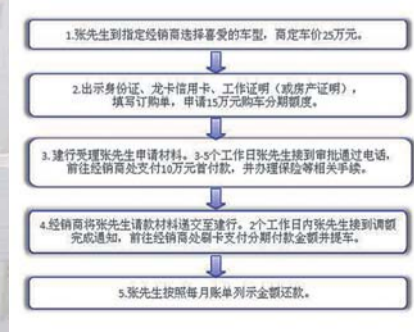 1.张先生到指定经销商选择喜爱的车型，商定车价25万元。
2.出示身份证、龙卡信用卡、工作证明（或房产证明），
填写订购单，申请15万元购车分期额度。
3.建行受理张先生申请材料。3-5个工作日张先生接到审批通过电话，
前往经销商处支付10万元首付款，并办理保险等相关手续。
4.经销商将张先生请款材料递交至建行。2个工作日内张先生接到调额
完成通知，前往经销商处刷卡支付分期付款金额并提车。
5.张先生按照每月账单列示金额还款。